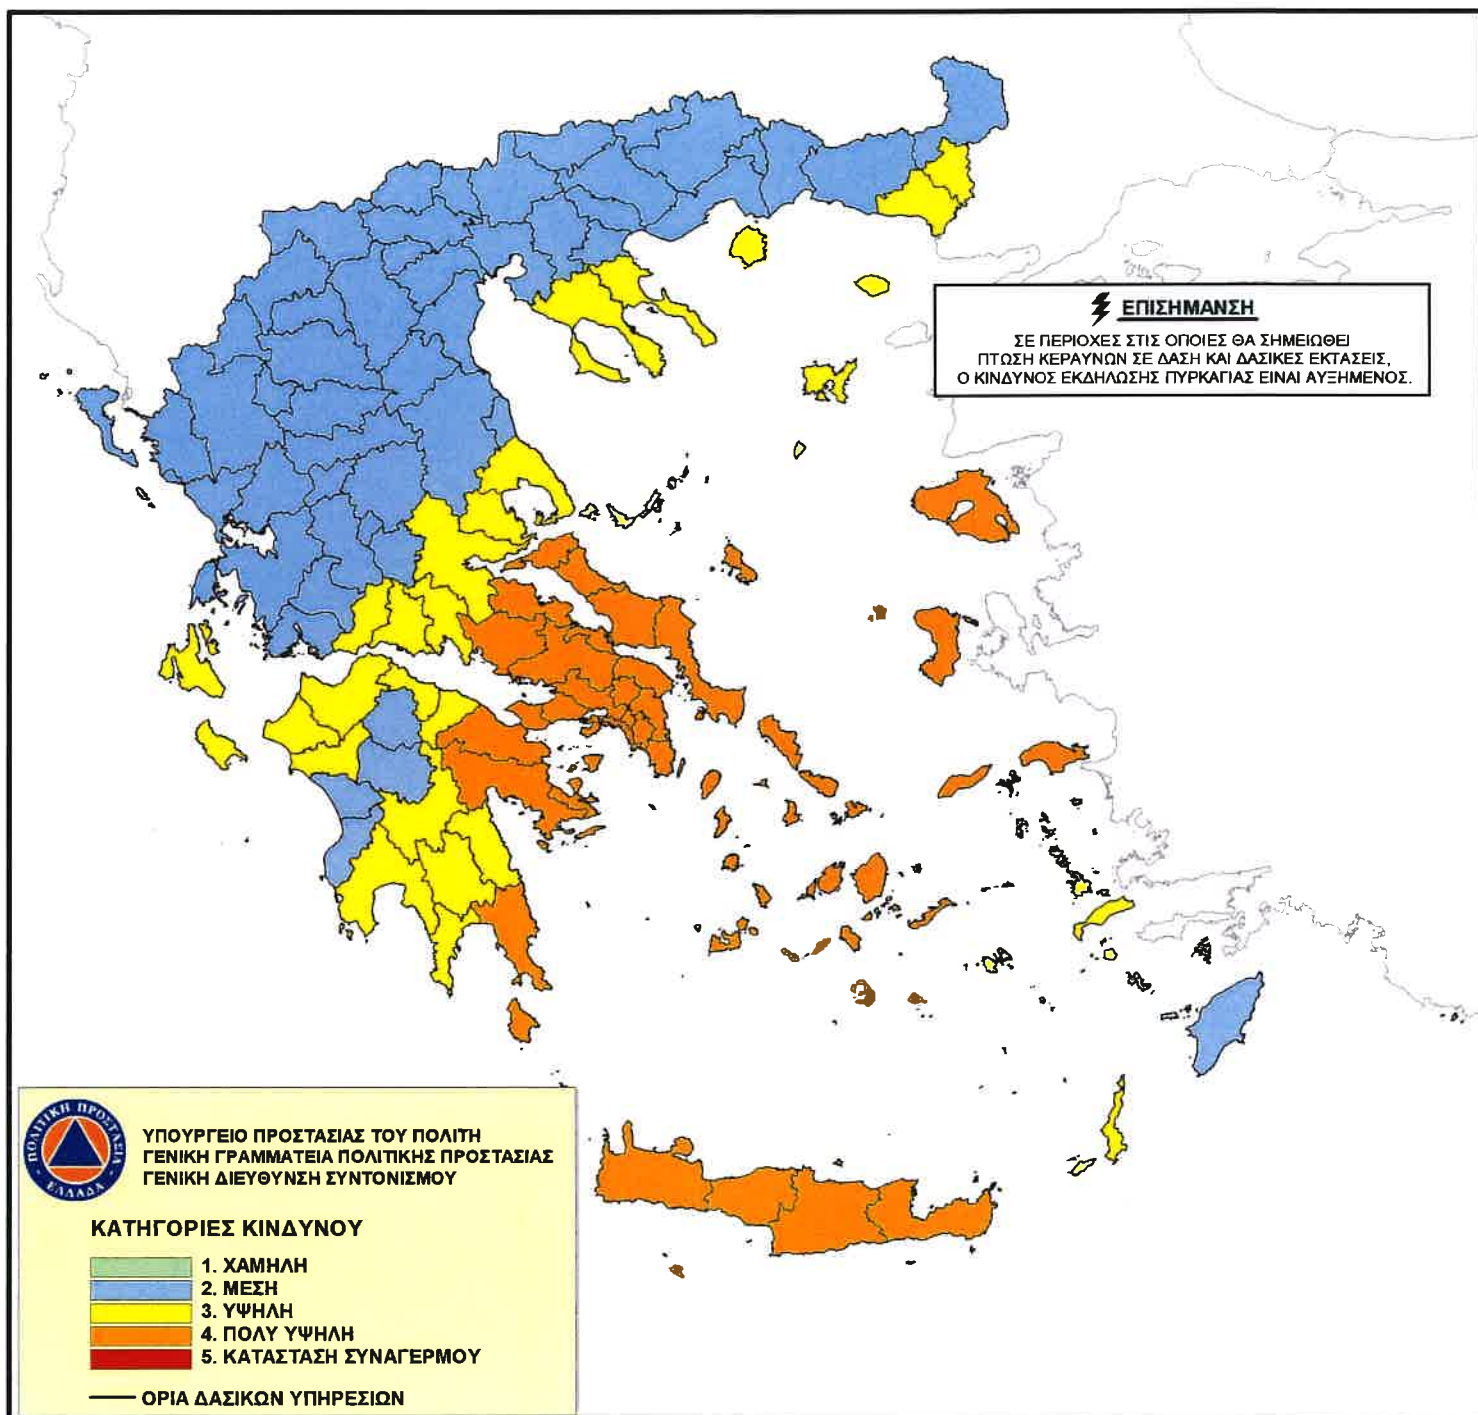 ΕΠΙΣΗΜΑΝΣΗ
ΣΕ ΠΕΡΙΟΧΕΣ ΣΤΙΣ ΟΠΟΙΕΣ ΘΑ ΣΗΜΕΙΩΘΕΙ
ΠΤΩΣΗ ΚΕΡΑΥΝΩΝ ΣΕ ΔΑΣΗ ΚΑΙ ΔΑΣΙΚΕΣ ΕΚΤΑΣΕΙΣ,
Ο ΚΙΝΔΥΝΟΣ ΕΚΔΗΛΩΣΗΣ ΠΥΡΚΑΓΙΑΣ ΕΙΝΑΙ ΑΥΞΗΜΕΝΟΣ.
ΠΟΛΙΤΙΚΗ ΠΡΟΣΤΑΣΙΑ
ΕΛΛΑΔΑ
ΥΠΟΥΡΓΕΙΟ ΠΡΟΣΤΑΣΙΑΣ ΤΟΥ ΠΟΛΙΤΗ
ΓΕΝΙΚΗ ΓΡΑΜΜΑΤΕΙΑ ΠΟΛΙΤΙΚΗΣ ΠΡΟΣΤΑΣΙΑΣ
ΓΕΝΙΚΗ ΔΙΕΥΘΥΝΣΗ ΣΥΝΤΟΝΙΣΜΟΥ
ΚΑΤΗΓΟΡΙΕΣ ΚΙΝΔΥΝΟΥ
1. ΧΑΜΗΛΗ
2. ΜΕΣΗ
3. ΥΨΗΛΗ
4. ΠΟΛΥ ΥΨΗΛΗ
5. ΚΑΤΑΣΤΑΣΗ ΣΥΝΑΓΕΡΜΟΥ
ΟΡΙΑ ΔΑΣΙΚΩΝ ΥΠΗΡΕΣΙΩΝ